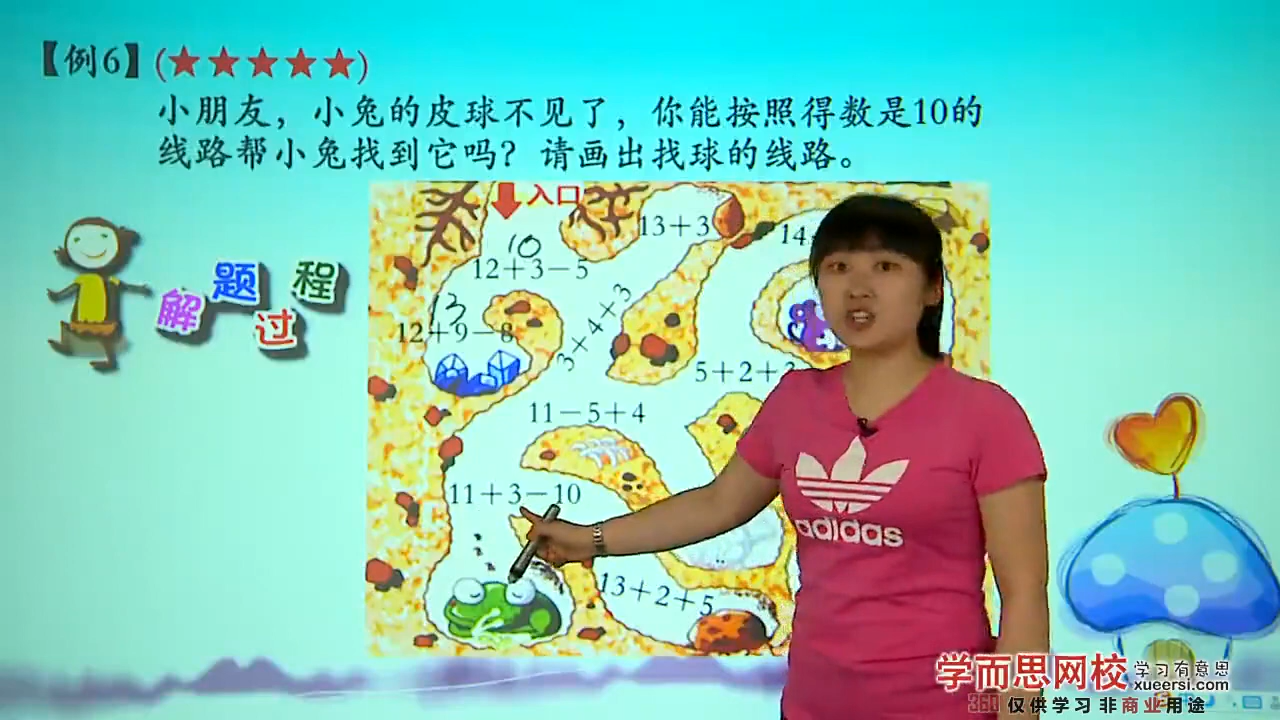 【例6】(★★★★★)
小朋友，小兔的皮球不见了，你能按照得数是10的
线路帮小兔找到它吗？请画出找球的线路。
解题过程
入口
13+3
14
10
12+3-5
13
12+9-8
3+4+3
5+2+3
11-5+4
11+3-10
13+2+5
adidas
学而思网校 学习有意思
xueersi.com
360 仅供学习 非商业用途